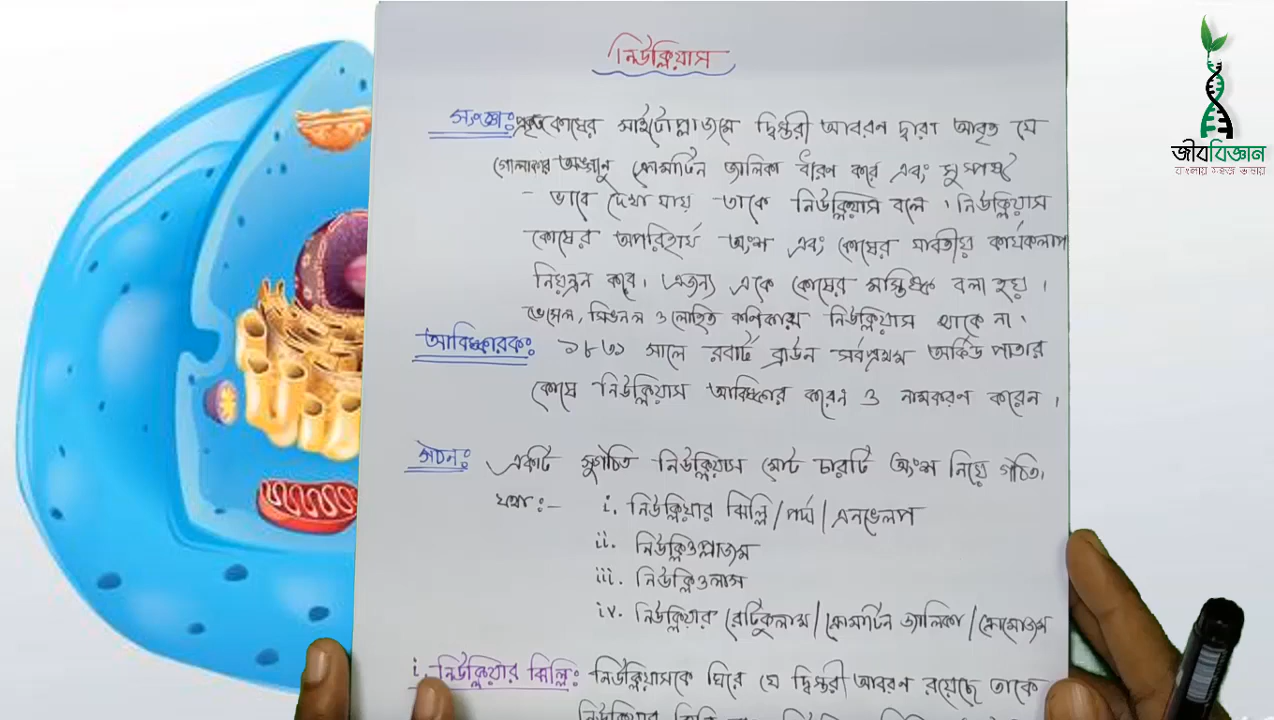 নিউক্লিয়াস
সংজ্ঞা: প্রকৃত কোষের সাইটোপ্লাজমে দ্বিস্তরী আবরন দ্বারা আবৃত যে
গোলাকার অঙ্গানু ক্রোমাটিন জালিকা ধারণ করে এবং সুস্পষ্ট
ভাবে দেখা যায় তাকে নিউক্লিয়াস বলে। নিউক্লিয়াস
কোষের অপরিহার্য অংশ এবং কোষের যাবতীয় কার্যকলাপ
নিয়ন্ত্রন করে। এজন্য একে কোষের মস্তিষ্ক বলা হয়।
ভেসেল, সিভনল ও লোহিত কণিকায় নিউক্লিয়াস থাকে না।
আবিষ্কারক: ১৮৩১ সালে রবার্ট ব্রাউন সর্বপ্রথম অর্কিড পাতার
কোষে নিউক্লিয়াস আবিষ্কার করেন ও নামকরণ করেন।
গঠন: একটি সুগঠিত নিউক্লিয়াস মোট চারটি অংশ নিয়ে গঠিত।
যথা:-
i. নিউক্লিয়ার ঝিল্লি/পর্দা/এনভেলপ
ii. নিউক্লিওপ্লাজম
iii. নিউক্লিওলাস
iv. নিউক্লিয়ার রেটিকুলাম/ক্রোমাটিন জালিকা/ক্রোমোজম
i. নিউক্লিয়ার ঝিল্লি: নিউক্লিয়াসকে ঘিরে যে দ্বিস্তরী আবরন রয়েছে তাকে
জীববিজ্ঞান
বাংলায় সহজ ভাষায়